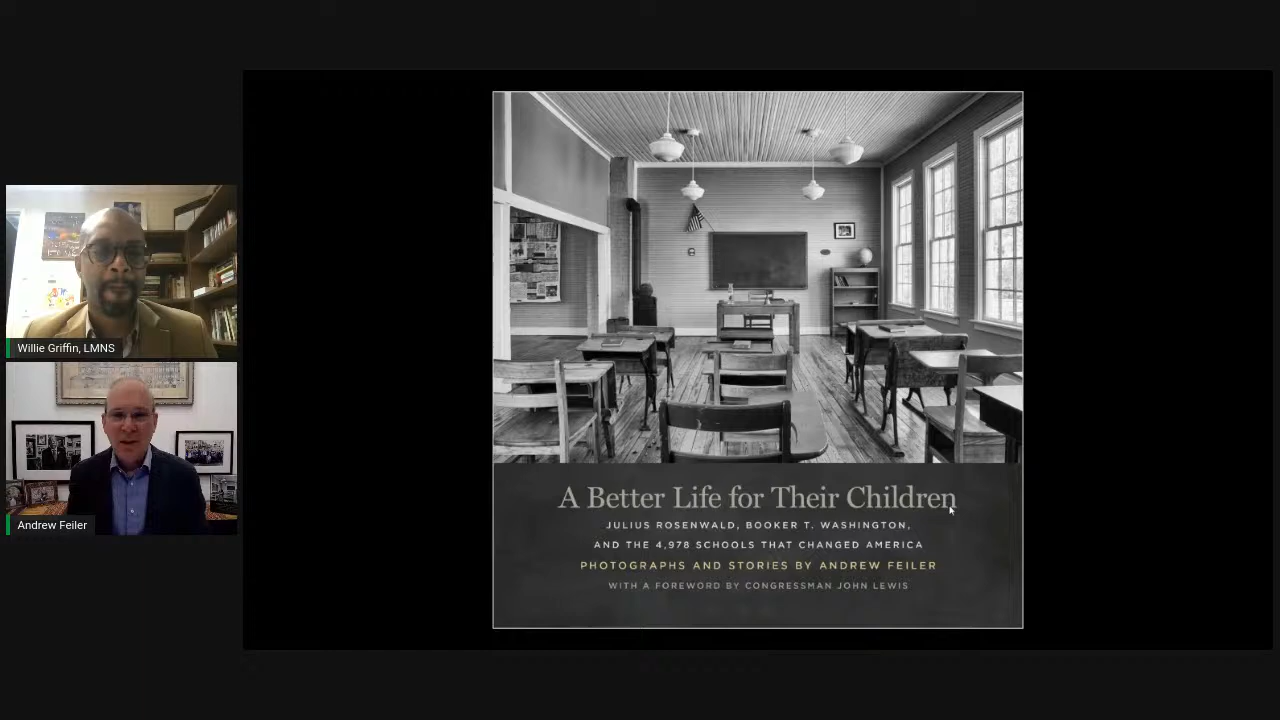 Willie Griffin, LMNS
Andrew Feiler
A Better Life for Their Children
JULIUS ROSENWALD, BOOKER T. WASHINGTON,
AND THE 4,978 SCHOOLS THAT CHANGED AMERICA
PHOTOGRAPHS AND STORIES BY ANDREW FEILER
WITH A FOREWORD BY CONGRESSMAN JOHN LEWIS